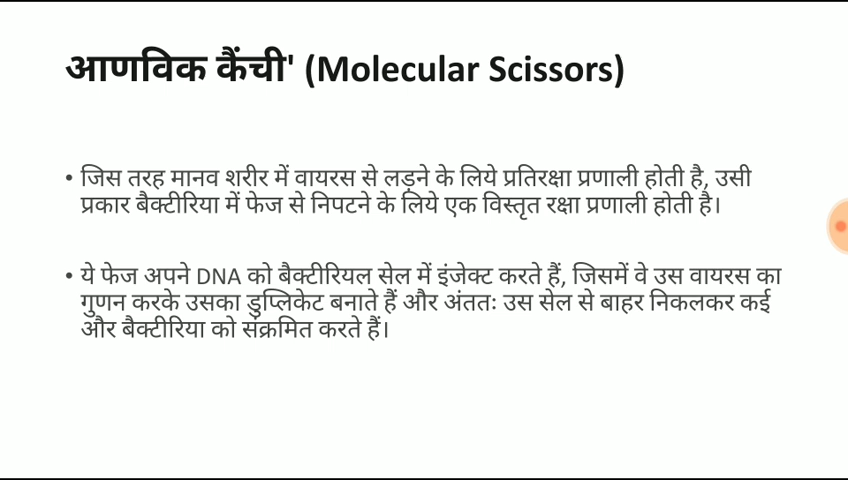 आणविक कैंची' (Molecular Scissors)
• जिस तरह मानव शरीर में वायरस से लड़ने के लिये प्रतिरक्षा प्रणाली होती है, उसी
प्रकार बैक्टीरिया में फेज से निपटने के लिये एक विस्तृत रक्षा प्रणाली होती है।
• ये फेज अपने DNA को बैक्टीरियल सेल में इंजेक्ट करते हैं, जिसमें वे उस वायरस का
गुणन करके उसका डुप्लिकेट बनाते हैं और अंततः उस सेल से बाहर निकलकर कई
और बैक्टीरिया को संक्रमित करते हैं।